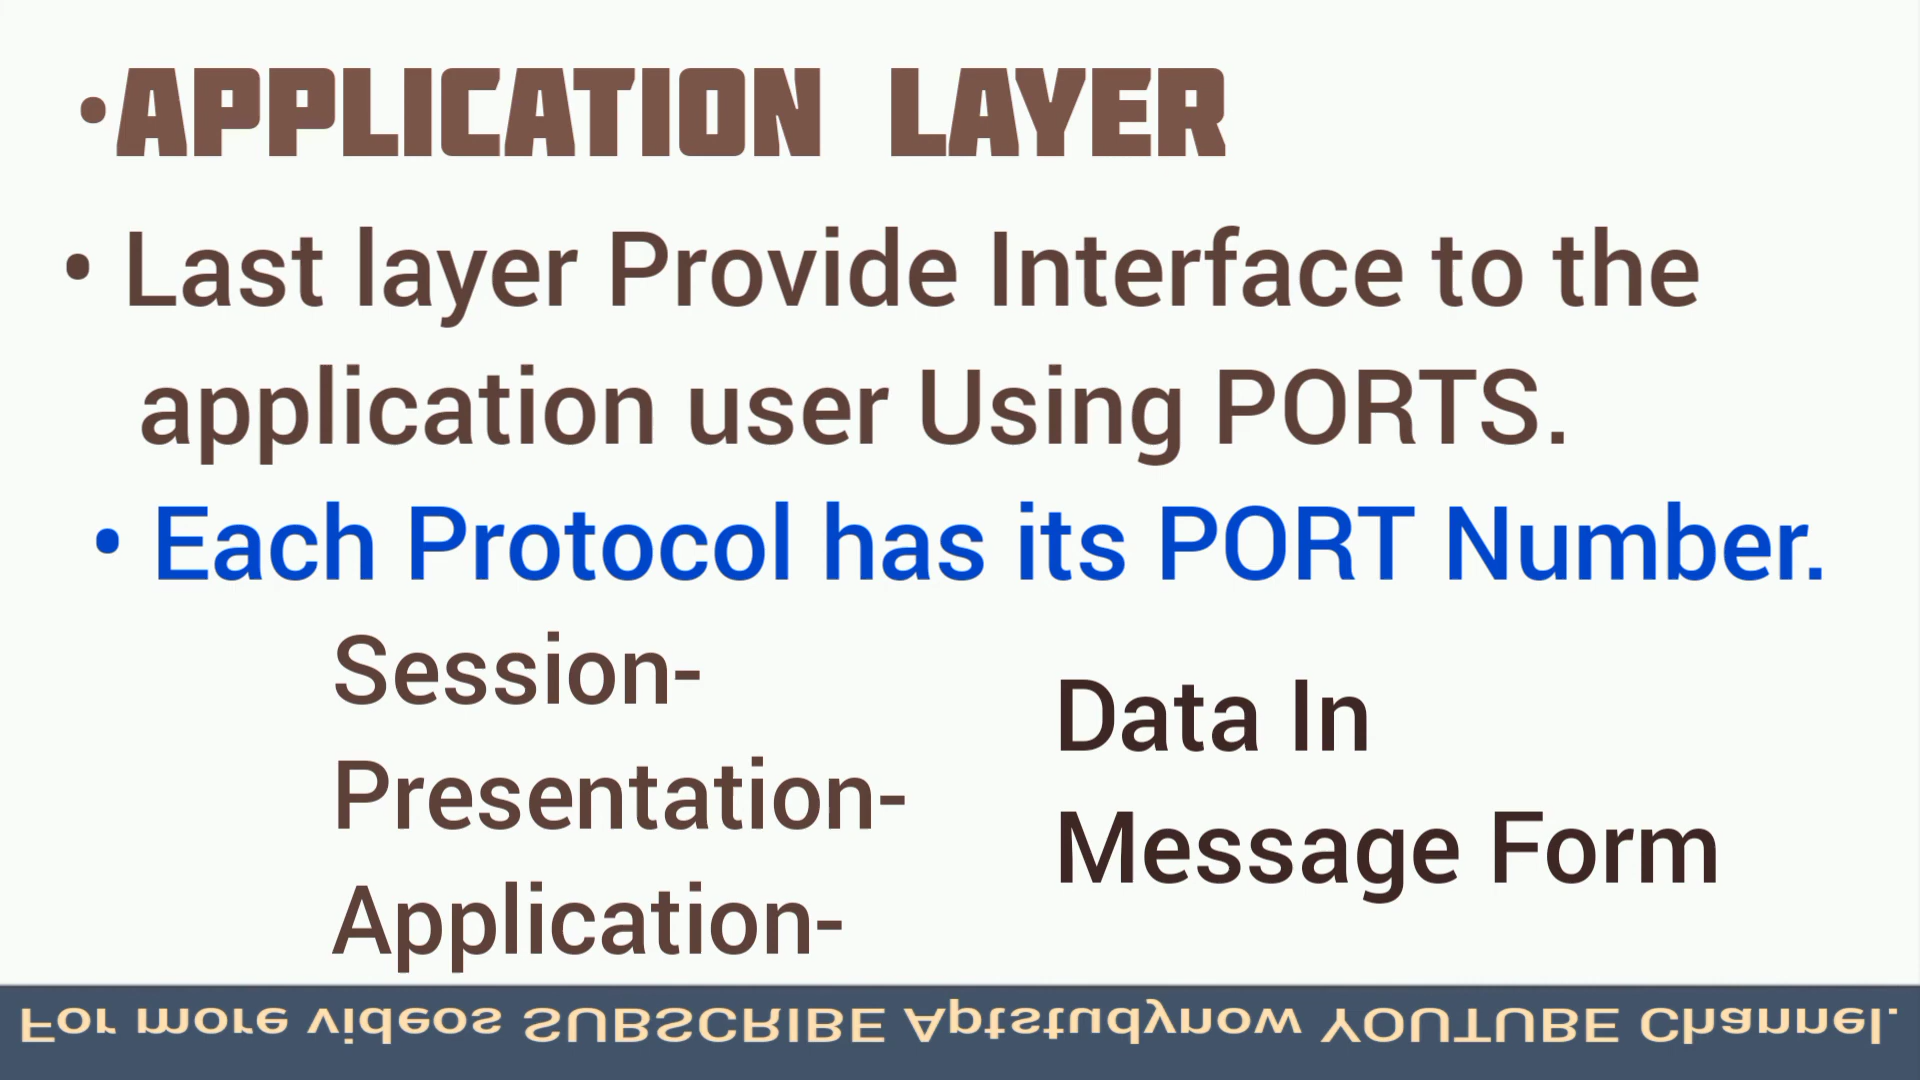 •APPLICATION LAYER
• Last layer Provide Interface to the
application user Using PORTS.
• Each Protocol has its PORT Number.
Session-
Presentation-
Application-
Data In
Message Form
For more videos SUBSCRIBE Aptstudynow YOUTUBE Channel.